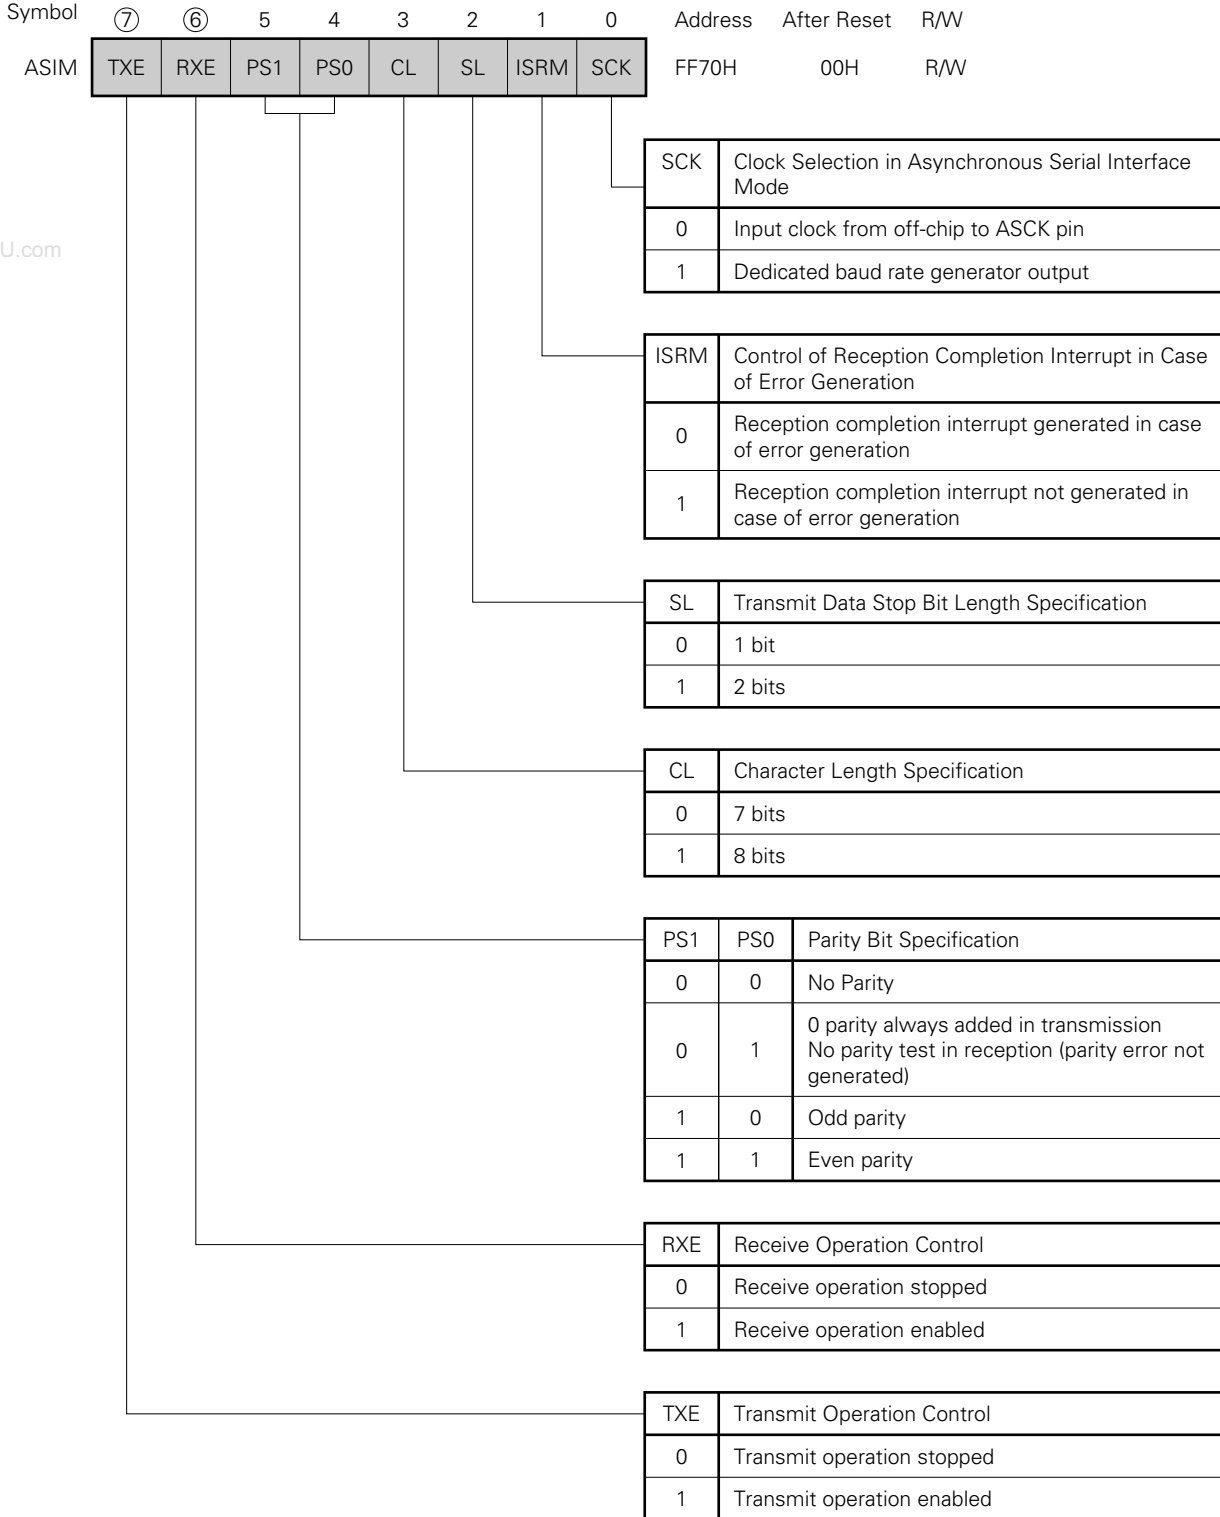 Symbol ⑦ ⑥ 5 4 3 2 1 0 Address After Reset R/W
ASIM TXE RXE PS1 PS0 CL SL ISRM SCK FF70H 00H R/W
SCK Clock Selection in Asynchronous Serial Interface
Mode
U.com
0 Input clock from off-chip to ASCK pin
1 Dedicated baud rate generator output
ISRM Control of Reception Completion Interrupt in Case
of Error Generation
0 Reception completion interrupt generated in case
of error generation
1 Reception completion interrupt not generated in
case of error generation
SL Transmit Data Stop Bit Length Specification
0 1 bit
1 2 bits
CL Character Length Specification
0 7 bits
1 8 bits
PS1 PS0 Parity Bit Specification
0 0 No Parity
0 1 0 parity always added in transmission
No parity test in reception (parity error not
generated)
1 0 Odd parity
1 1 Even parity
RXE Receive Operation Control
0 Receive operation stopped
1 Receive operation enabled
TXE Transmit Operation Control
0 Transmit operation stopped
1 Transmit operation enabled